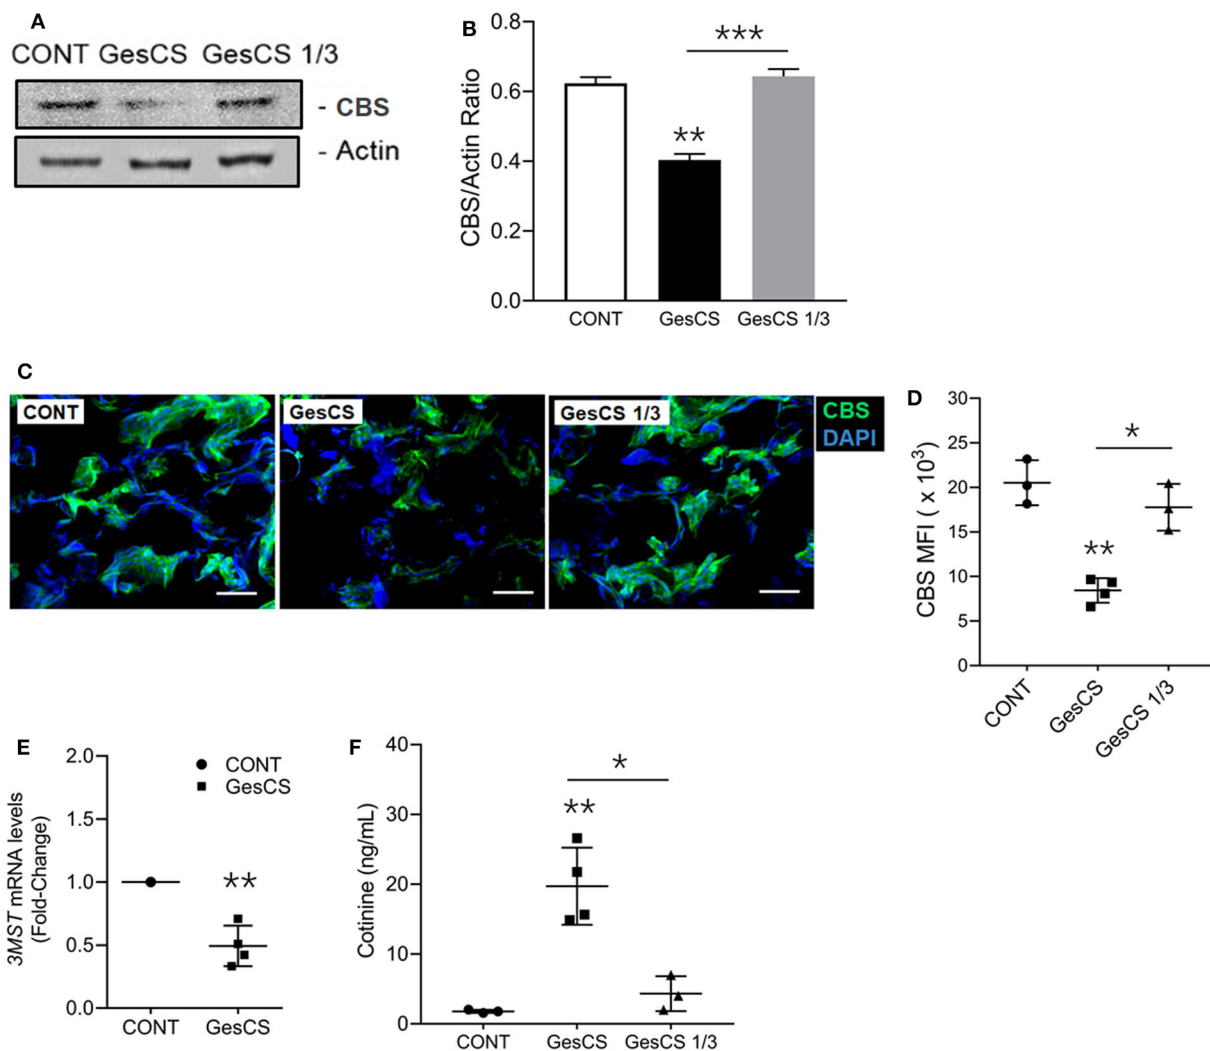 A
CONT GesCS GesCS 1/3
- CBS
- Actin
B
CBS/Actin Ratio
0.8
0.6
0.4
0.2
0.0
***
**
CONT GesCS GesCS 1/3
C
CONT
GesCS
GesCS 1/3
CBS
DAPI
D
CBS MFI ( x 10³)
30
25
20
15
10
5
0
*
**
CONT
GesCS
GesCS 1/3
E
3MST mRNA levels
(Fold-Change)
2.0
1.5
1.0
0.5
0.0
CONT
GesCS
**
CONT GesCS
F
Cotinine (ng/mL)
40
30
20
10
0
*
**
CONT GesCS GesCS 1/3